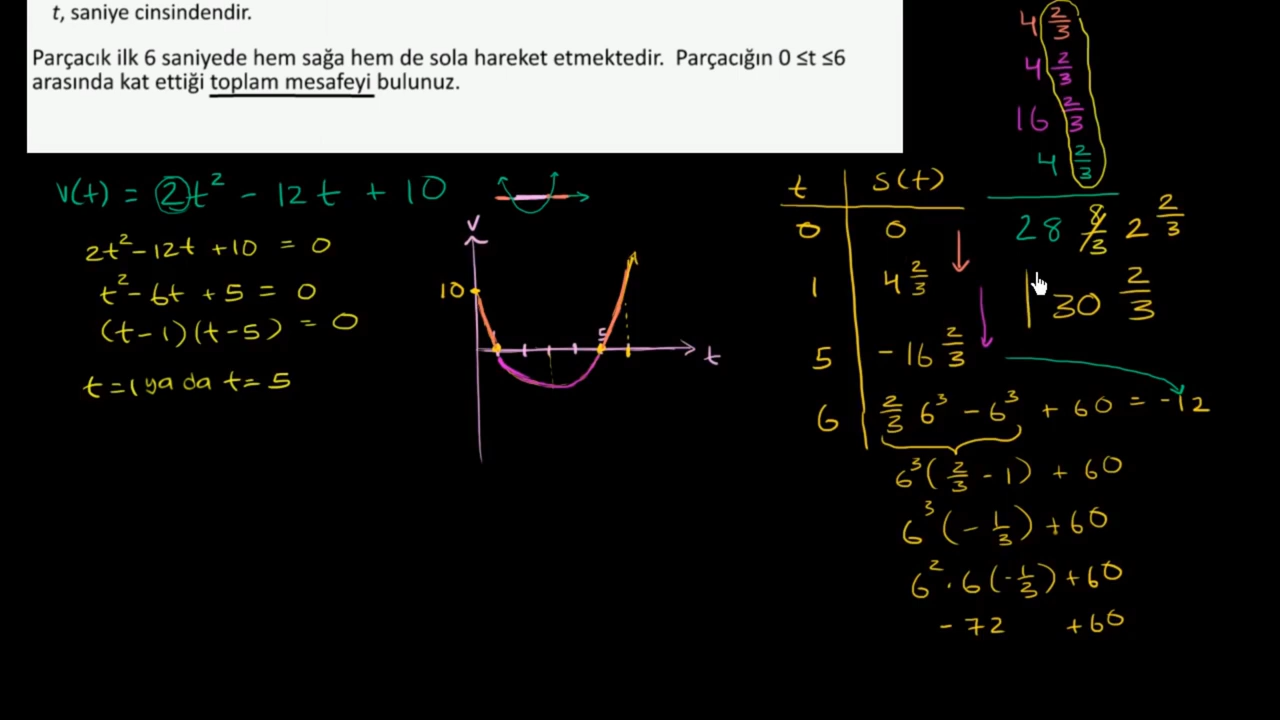 t, saniye cinsindendir.
Parçacık ilk 6 saniyede hem sağa hem de sola hareket etmektedir. Parçacığın 0 ≤t ≤6
arasında kat ettiği toplam mesafeyi bulunuz.
v(t) = 2t² - 12t + 10
2t² - 12t + 10 = 0
t² - 6t + 5 = 0
(t-1)(t-5) = 0
t=1 ya da t=5
v
10
1
5
t
t s(t)
0 0
1 4 2/3
5 -16 2/3
6 2/3 6³ - 6³ + 60 = -12
6³(2/3 - 1) + 60
6³(-1/3) + 60
6² · 6(-1/3) + 60
-72 + 60
4 2/3
4 2/3
16 2/3
4 2/3
28 8/3 2 2/3
30 2/3